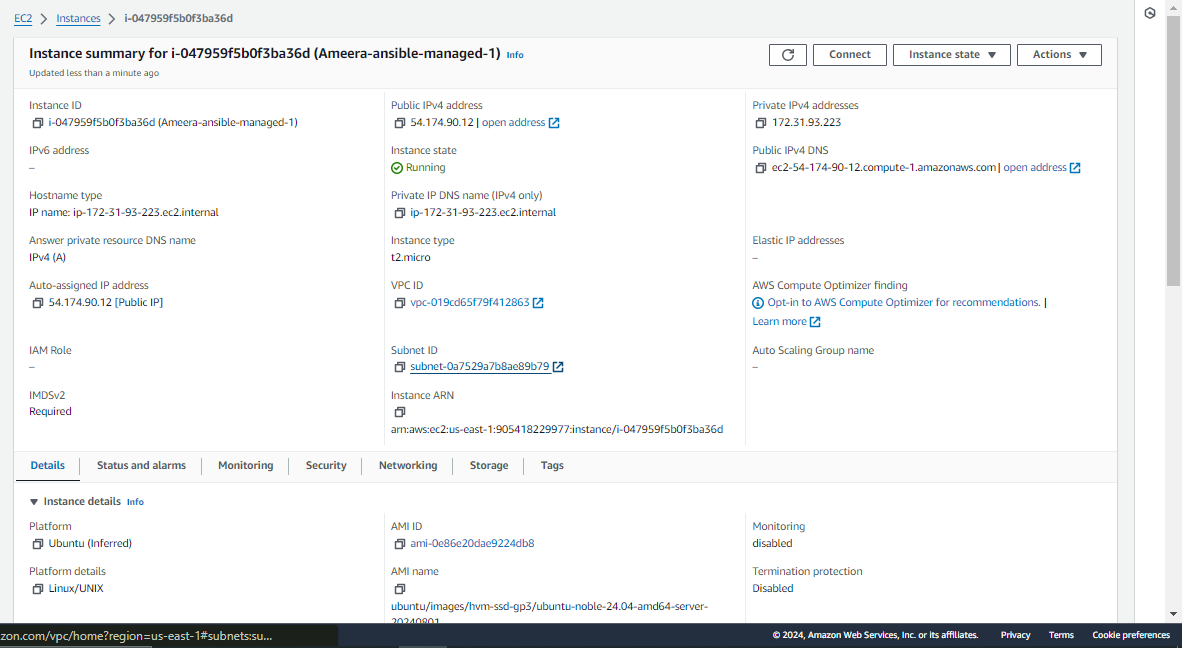 EC2 > Instances > i-047959f5b0f3ba36d
Instance summary for i-047959f5b0f3ba36d (Ameera-ansible-managed-1) Info
Updated less than a minute ago
Connect
Instance state
Actions
Instance ID
i-047959f5b0f3ba36d (Ameera-ansible-managed-1)
Public IPv4 address
54.174.90.12 | open address
Private IPv4 addresses
172.31.93.223
IPv6 address
–
Instance state
Running
Public IPv4 DNS
ec2-54-174-90-12.compute-1.amazonaws.com | open address
Hostname type
IP name: ip-172-31-93-223.ec2.internal
Private IP DNS name (IPv4 only)
ip-172-31-93-223.ec2.internal
Answer private resource DNS name
IPv4 (A)
Instance type
t2.micro
Elastic IP addresses
–
Auto-assigned IP address
54.174.90.12 [Public IP]
VPC ID
vpc-019cd65f79f412863
AWS Compute Optimizer finding
Opt-in to AWS Compute Optimizer for recommendations. |
Learn more
IAM Role
–
Subnet ID
subnet-0a7529a7b8ae89b79
Auto Scaling Group name
–
IMDSv2
Required
Instance ARN
arn:aws:ec2:us-east-1:905418229977:instance/i-047959f5b0f3ba36d
Details
Status and alarms
Monitoring
Security
Networking
Storage
Tags
Instance details Info
Platform
Ubuntu (Inferred)
AMI ID
ami-0e86e20dae9224db8
Monitoring
disabled
Platform details
Linux/UNIX
AMI name
ubuntu/images/hvm-ssd-gp3/ubuntu-noble-24.04-amd64-server-
20240801
Termination protection
Disabled
zon.com/vpc/home?region=us-east-1#subnets:su...
© 2024, Amazon Web Services, Inc. or its affiliates.
Privacy
Terms
Cookie preferences